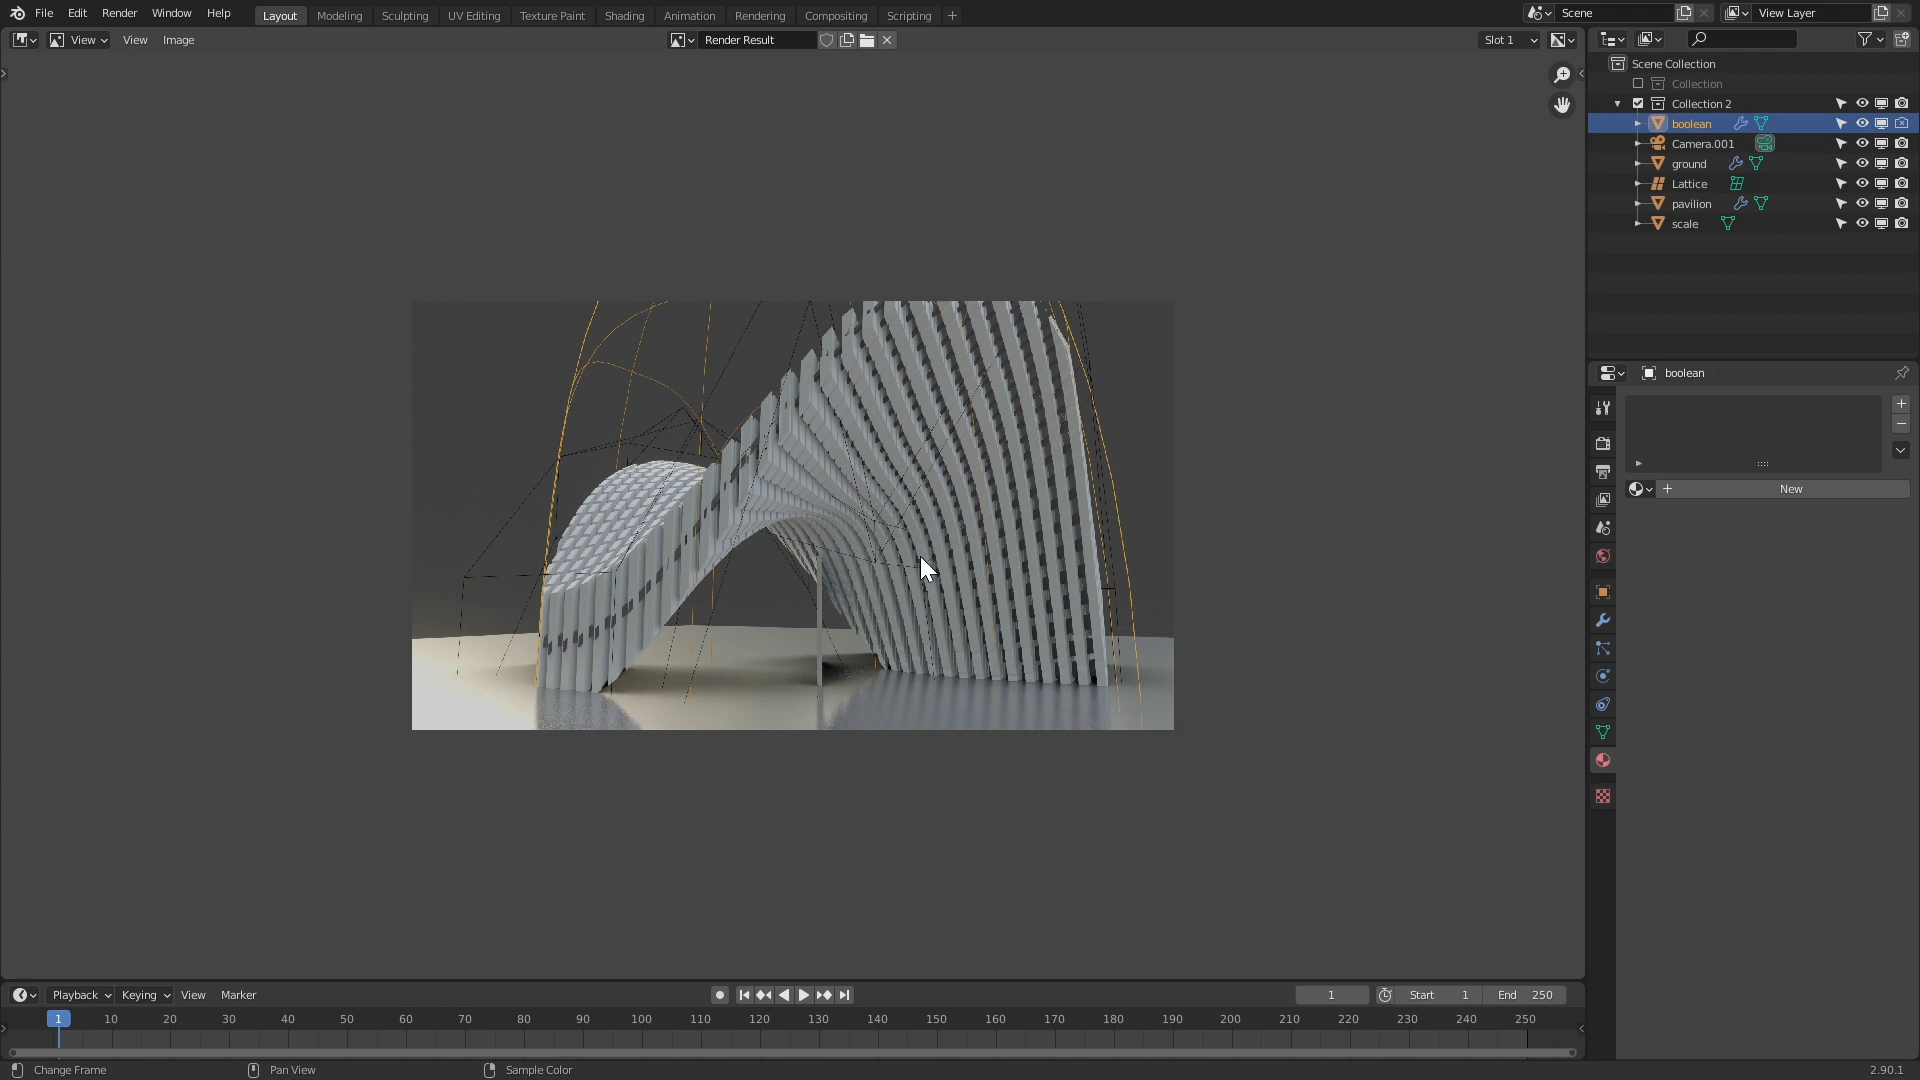 File Edit Render Window Help Layout Modeling Sculpting UV Editing Texture Paint Shading Animation Rendering Compositing Scripting + Scene View Layer
View View Image Render Result Slot 1
Scene Collection
Collection
Collection 2
boolean
Camera.001
ground
Lattice
pavilion
scale
boolean
New
Playback Keying View Marker 1 Start 1 End 250
1 10 20 30 40 50 60 70 80 90 100 110 120 130 140 150 160 170 180 190 200 210 220 230 240 250
Change Frame Pan View Sample Color 2.90.1